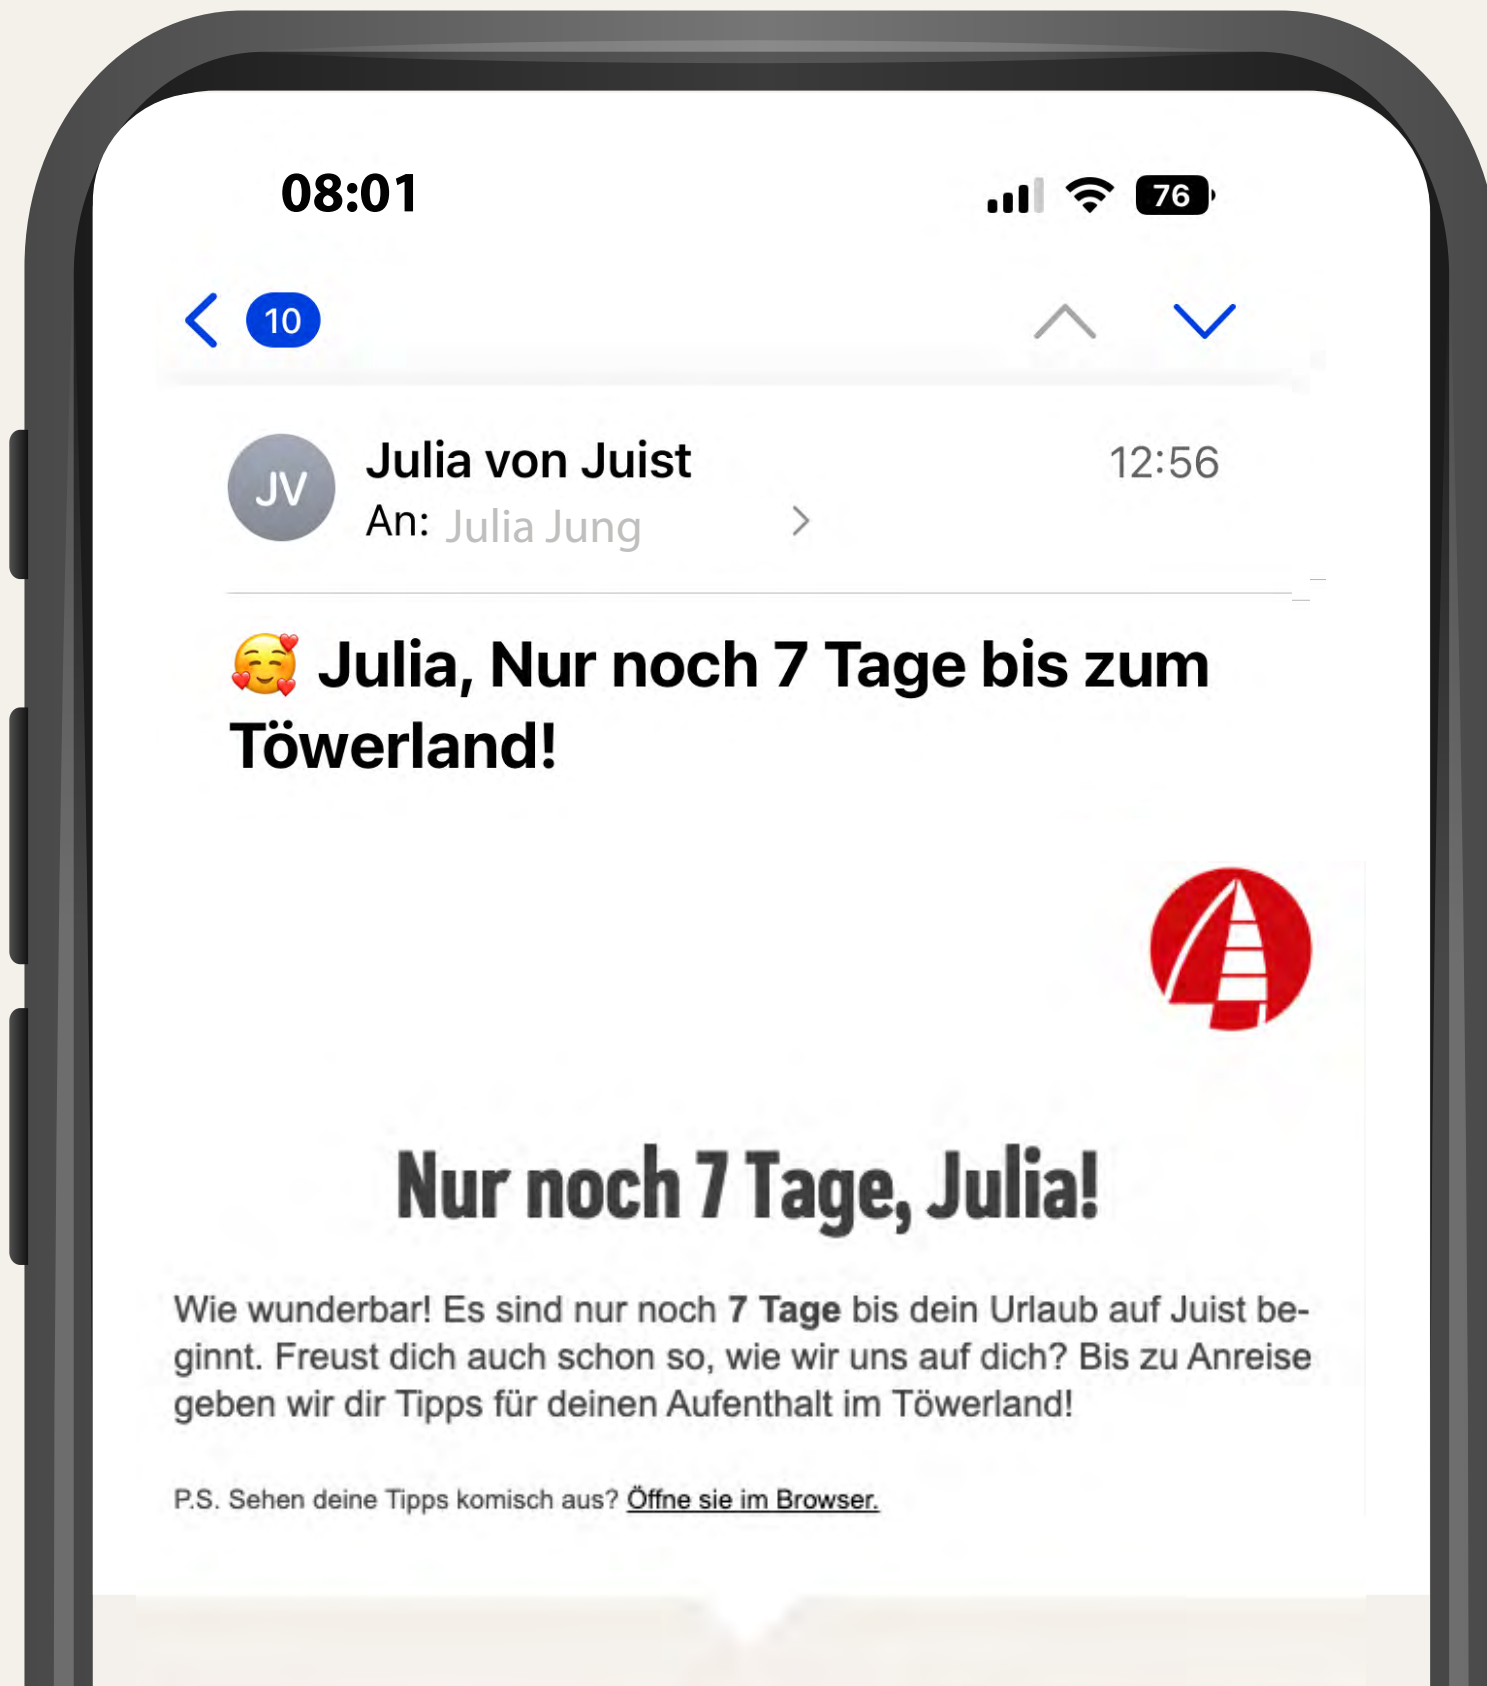 08:01
76
10
Julia von Juist 12:56
JV
An: Julia Jung
🥰 Julia, Nur noch 7 Tage bis zum
Töwerland!
Nur noch 7 Tage, Julia!
Wie wunderbar! Es sind nur noch 7 Tage bis dein Urlaub auf Juist be-
ginnt. Freust dich auch schon so, wie wir uns auf dich? Bis zu Anreise
geben wir dir Tipps für deinen Aufenthalt im Töwerland!
P.S. Sehen deine Tipps komisch aus? Öffne sie im Browser.